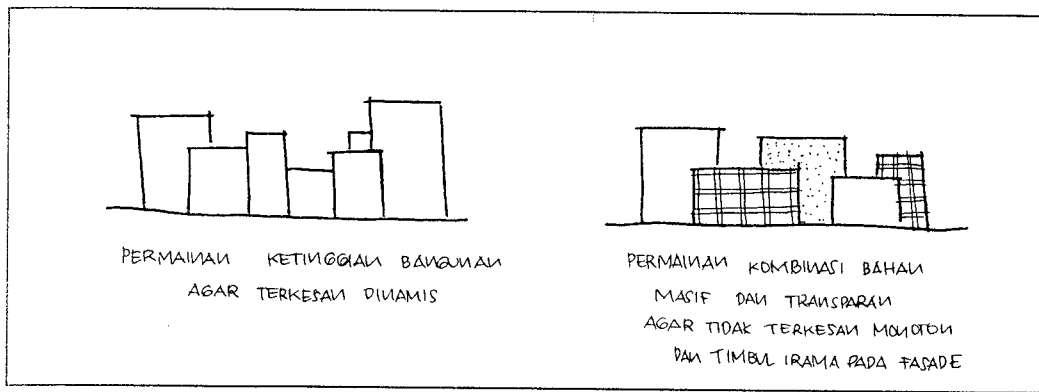 PERMAINAN KETINGGIAN BANGUNAN
AGAR TERKESAN DINAMIS
PERMAINAN KOMBINASI BAHAN
MASIF DAN TRANSPARAN
AGAR TIDAK TERKESAN MONOTON
DAN TIMBUL IRAMA PADA FASADE